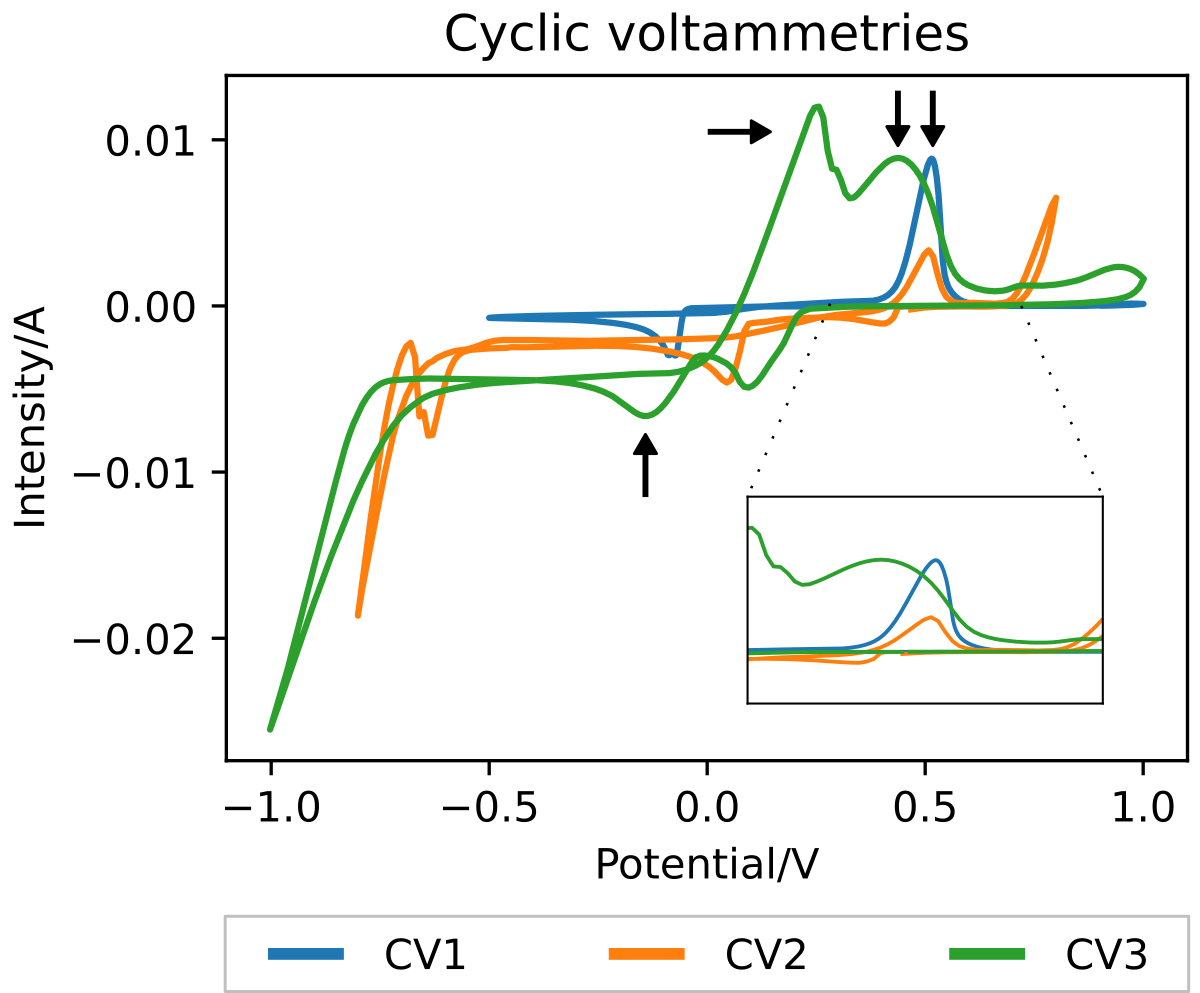 Cyclic voltammetries
0.01
0.00
−0.01
−0.02
Intensity/A
−1.0 −0.5 0.0 0.5 1.0
Potential/V
CV1 CV2 CV3